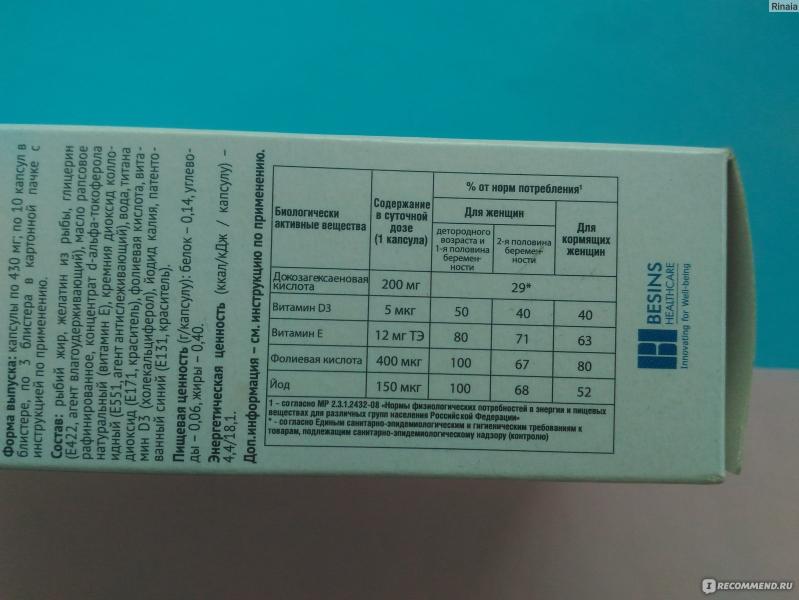 Rinaia
Форма выпуска: капсулы по 430 мг; по 10 капсул в
блистере, по 3 блистера в картонной пачке с
инструкцией по применению.
Состав: рыбий жир, желатин из рыбы, глицерин
(Е422, агент влагоудерживающий), масло рапсовое
рафинированное, концентрат d-альфа-токоферола
натуральный (витамин Е), кремния диоксид колло-
идный (Е551, агент антислеживающий), вода, титана
диоксид (Е171, краситель), фолиевая кислота, вита-
мин D3 (холекальциферол), йодид калия, патенто-
ванный синий (Е131, краситель).
Пищевая ценность (г/капсулу): белок – 0,14, углево-
ды – 0,06, жиры – 0,40.
Энергетическая ценность (ккал/кДж / капсулу) –
4,4/18,1.
Доп.информация – см. инструкцию по применению.
Биологически
активные вещества
Содержание
в суточной
дозе
(1 капсула)
% от норм потребления¹
Для женщин
Для
кормящих
женщин
детородного
возраста и
1-я половина
беремен-
ности
2-я половина
беремен-
ности
Докозагексаеновая
кислота 200 мг 29*
Витамин D3 5 мкг 50 40 40
Витамин Е 12 мг ТЭ 80 71 63
Фолиевая кислота 400 мкг 100 67 80
Йод 150 мкг 100 68 52
1 – согласно МР 2.3.1.2432-08 «Нормы физиологических потребностей в энергии и пищевых
веществах для различных групп населения Российской Федерации»
* - согласно Единым санитарно-эпидемиологическим и гигиеническим требованиям к
товарам, подлежащим санитарно-эпидемиологическому надзору (контролю)
BESINS
HEALTHCARE
Innovating for Well-being
I RECOMMEND.RU